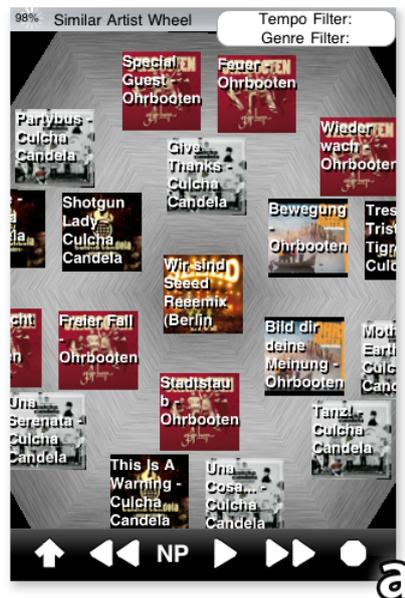 98%
Similar Artist Wheel
Tempo Filter:
Genre Filter:
Special
Guest -
Ohrbooten
Feuer -
Ohrbooten
Partybus -
Culcha
Candela
Give
Thanks -
Culcha
Candela
Wieder
wach -
Ohrbooten
Shotgun
Lady -
Culcha
Candela
Bewegung
-
Ohrbooten
Wir sind
Seeed
Reeemix
(Berlin
Freier Fall
-
Ohrbooten
Bild dir
deine
Meinung -
Ohrbooten
Stadtstau
b -
Ohrbooten
Una
Serenata -
Culcha
Candela
Tanz! -
Culcha
Candela
This Is A
Warning -
Culcha
Candela
Una
Cosa... -
Culcha
Candela
NP
a